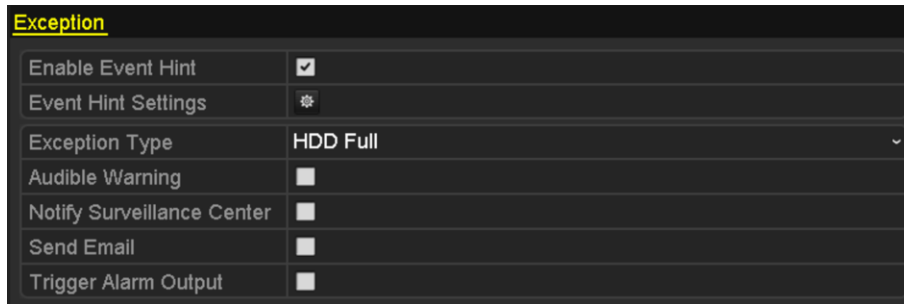 Exception
Enable Event Hint
Event Hint Settings
Exception Type HDD Full
Audible Warning
Notify Surveillance Center
Send Email
Trigger Alarm Output